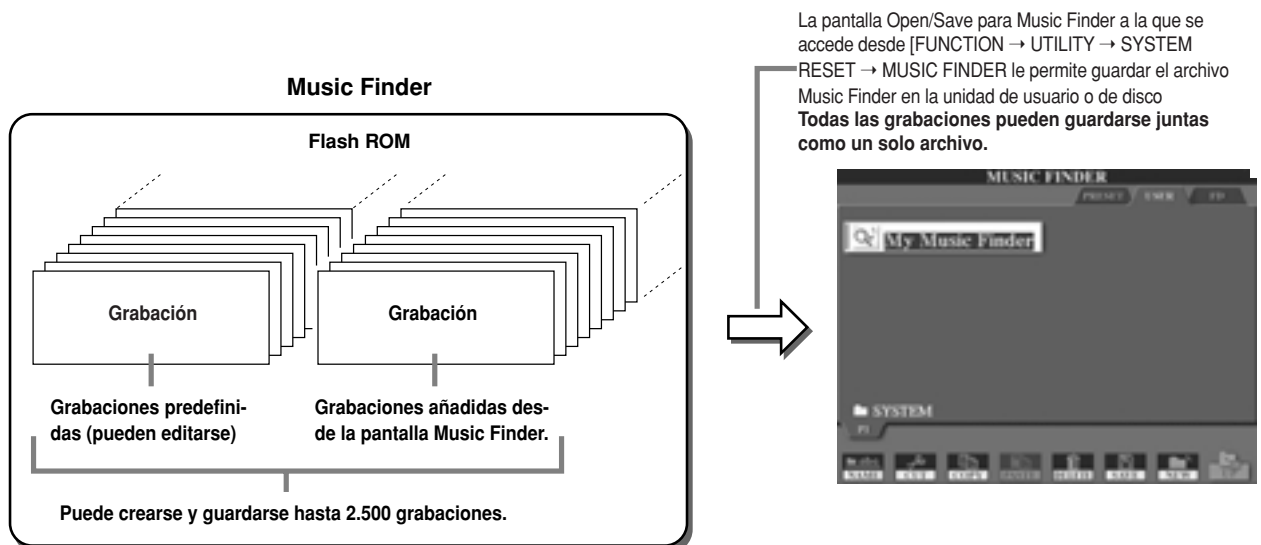 La pantalla Open/Save para Music Finder a la que se
accede desde [FUNCTION → UTILITY → SYSTEM
RESET → MUSIC FINDER le permite guardar el archivo
Music Finder en la unidad de usuario o de disco
Todas las grabaciones pueden guardarse juntas
como un solo archivo.
Music Finder
Flash ROM
Grabación
Grabación
Grabaciones predefini-
das (pueden editarse)
Grabaciones añadidas des-
de la pantalla Music Finder.
Puede crearse y guardarse hasta 2.500 grabaciones.
MUSIC FINDER
PRESET USER FD
My Music Finder
SYSTEM
P1
NAME CUT COPY PASTE DELETE SAVE NEW UP